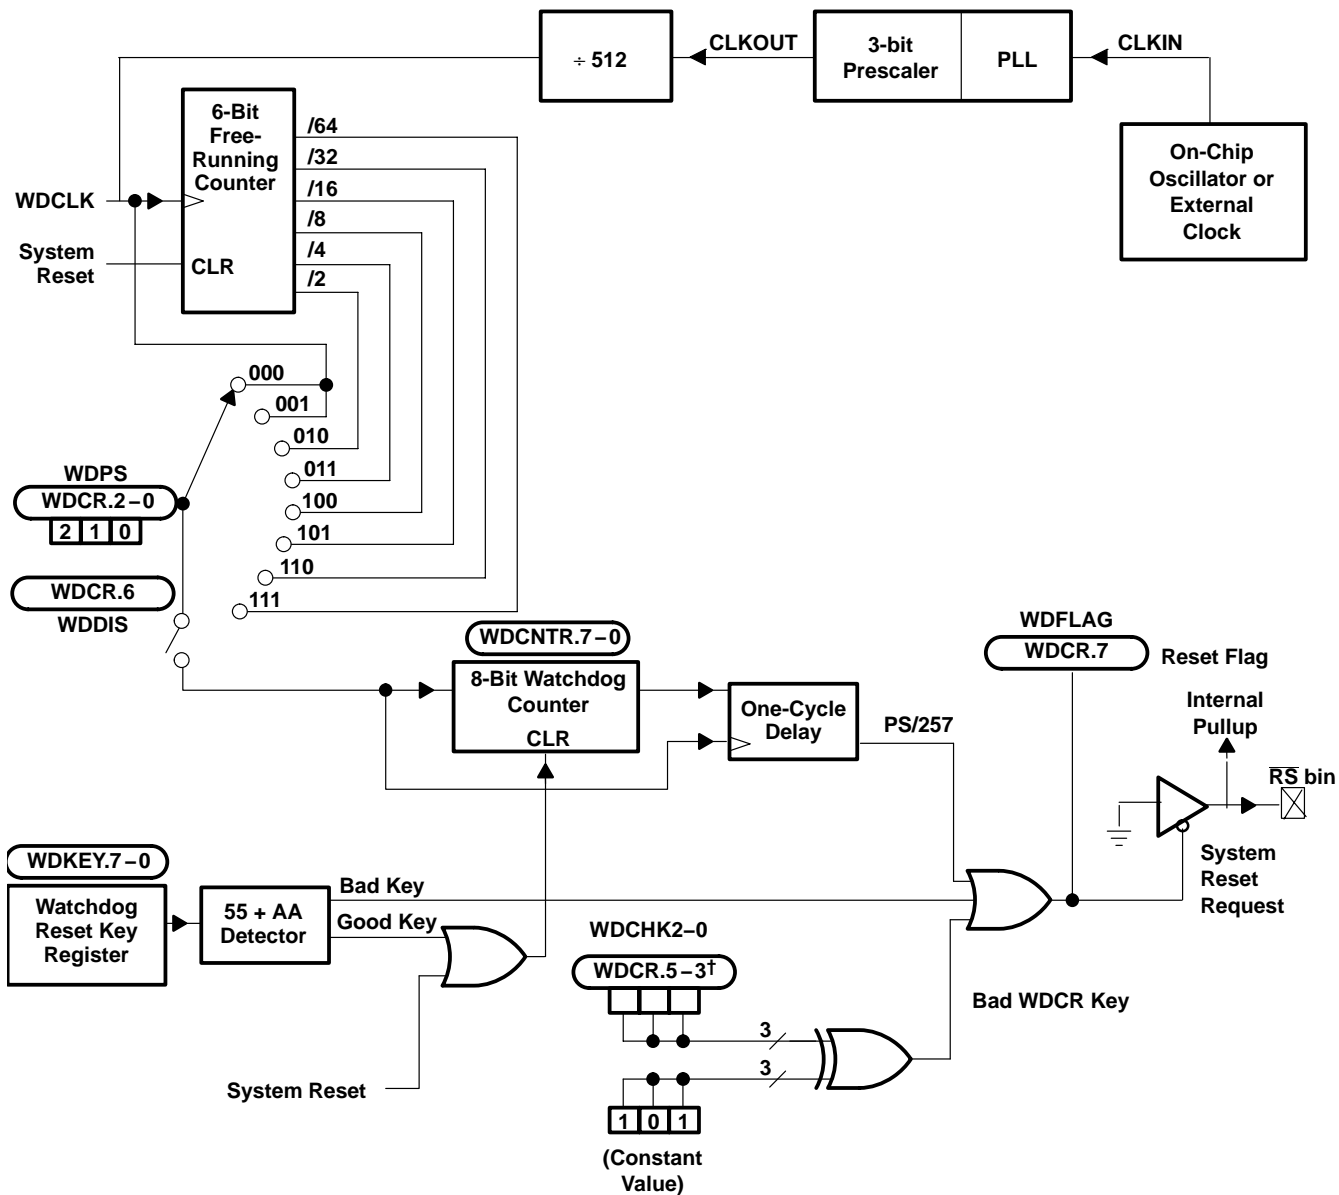 ÷ 512
CLKOUT
3-bit
Prescaler
PLL
CLKIN
On-Chip
Oscillator or
External
Clock
6-Bit
Free-
Running
Counter
/64
/32
/16
/8
/4
/2
WDCLK
System
Reset
CLR
000
001
010
011
100
101
110
111
WDPS
WDCR.2–0
2 1 0
WDCR.6
WDDIS
WDCNTR.7–0
8-Bit Watchdog
Counter
CLR
One-Cycle
Delay
PS/257
WDFLAG
WDCR.7
Reset Flag
Internal
Pullup
RS bin
System
Reset
Request
WDKEY.7–0
Watchdog
Reset Key
Register
55 + AA
Detector
Bad Key
Good Key
System Reset
WDCHK2–0
WDCR.5–3†
3
3
Bad WDCR Key
1 0 1
(Constant
Value)